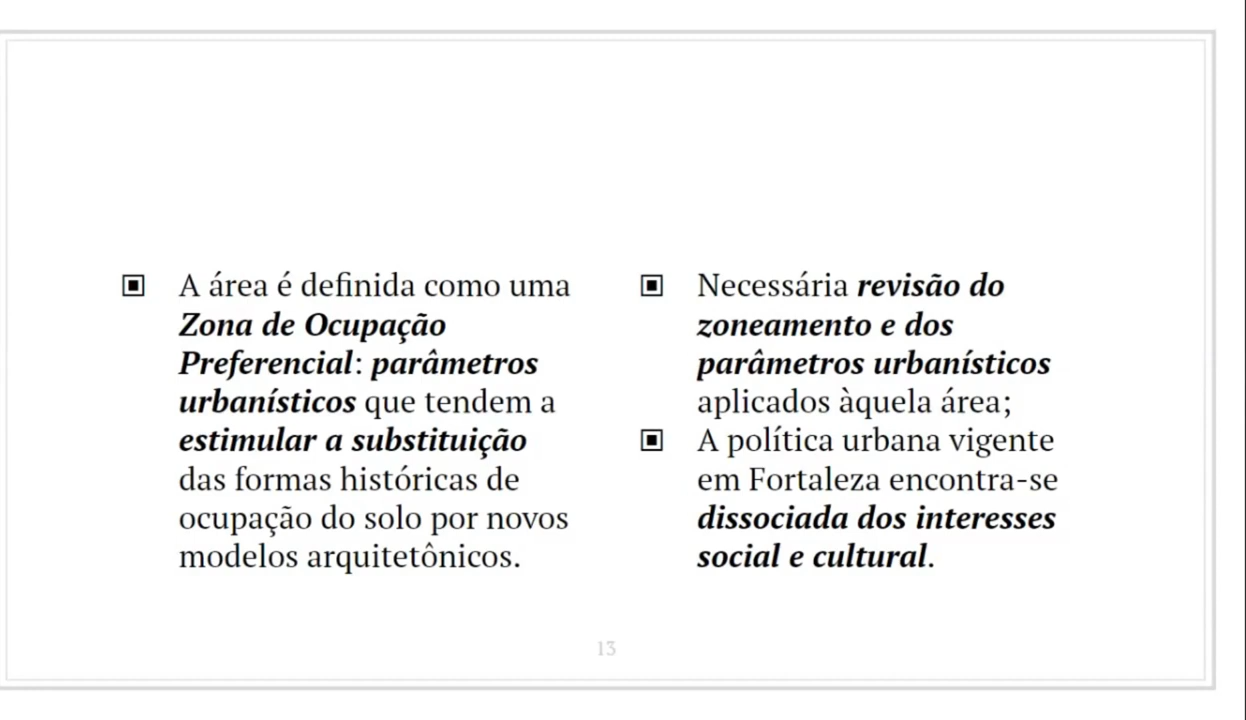 A área é definida como uma
Zona de Ocupação
Preferencial: parâmetros
urbanísticos que tendem a
estimular a substituição
das formas históricas de
ocupação do solo por novos
modelos arquitetônicos.
Necessária revisão do
zoneamento e dos
parâmetros urbanísticos
aplicados àquela área;
A política urbana vigente
em Fortaleza encontra-se
dissociada dos interesses
social e cultural.
13